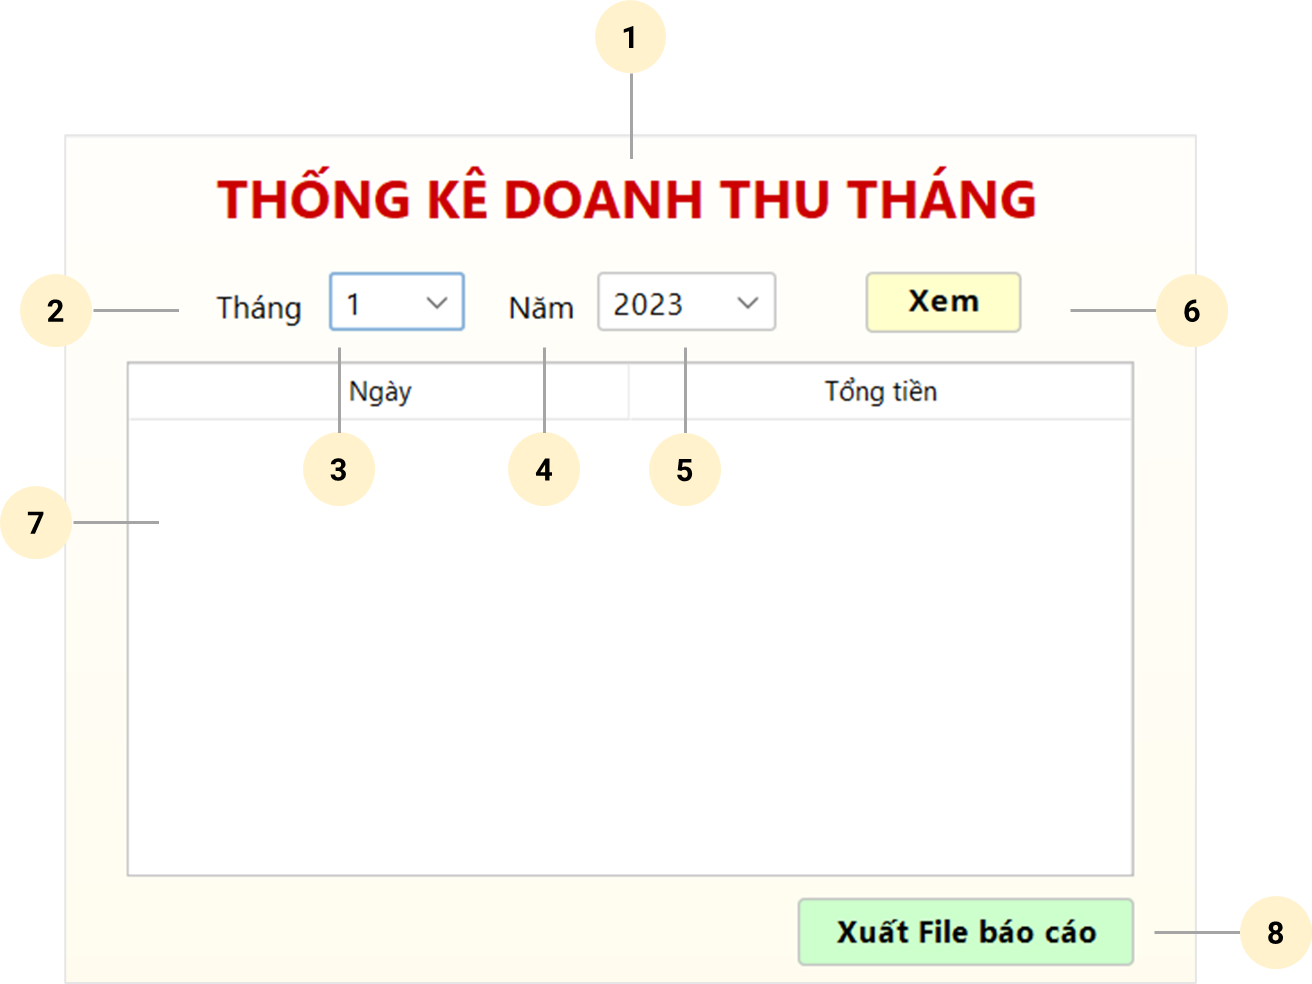 1
THỐNG KÊ DOANH THU THÁNG
2 Tháng 1 Năm 2023 Xem 6
Ngày Tổng tiền
3 4 5
7
Xuất File báo cáo 8